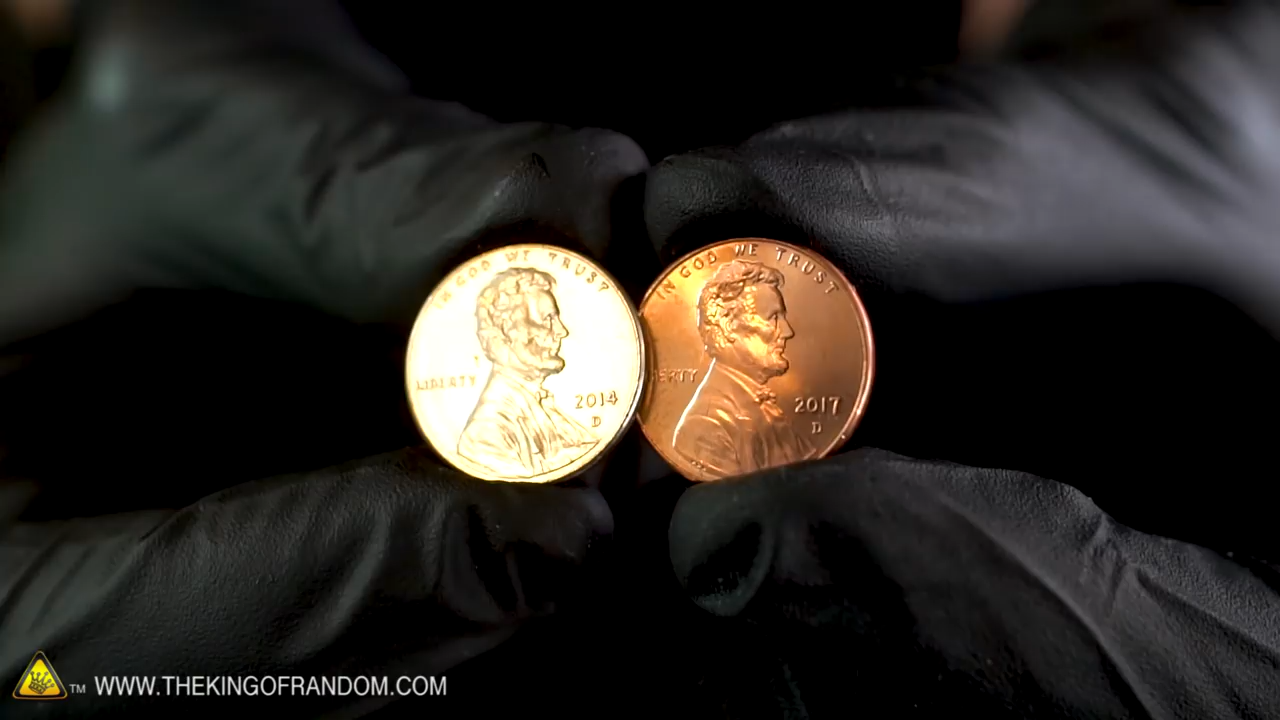 IN GOD WE TRUST
LIBERTY
2014
D
IN GOD WE TRUST
LIBERTY
2017
D
TM WWW.THEKINGOFRANDOM.COM